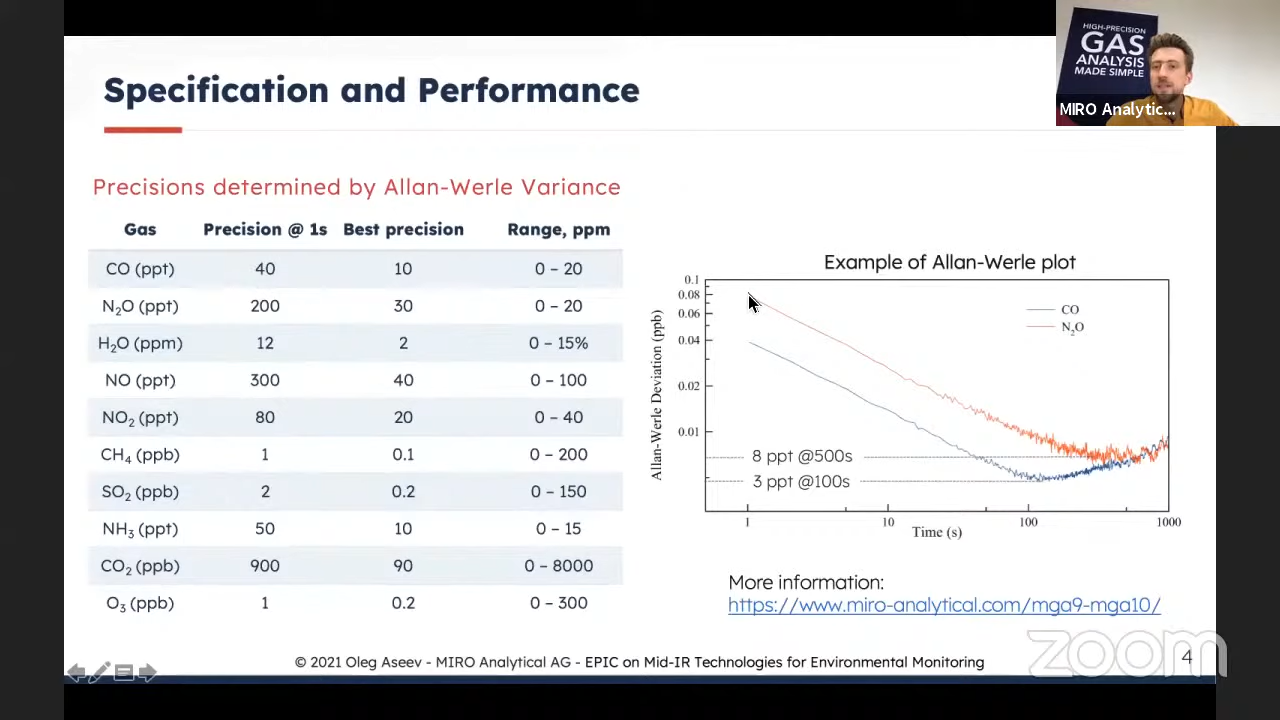 HIGH-PRECISION
GAS
ANALYSIS
MADE SIMPLE
MIRO Analytic...
Specification and Performance
Precisions determined by Allan-Werle Variance
Gas Precision @ 1s Best precision Range, ppm
CO (ppt) 40 10 0 – 20
N₂O (ppt) 200 30 0 – 20
H₂O (ppm) 12 2 0 – 15%
NO (ppt) 300 40 0 – 100
NO₂ (ppt) 80 20 0 – 40
CH₄ (ppb) 1 0.1 0 – 200
SO₂ (ppb) 2 0.2 0 – 150
NH₃ (ppt) 50 10 0 – 15
CO₂ (ppb) 900 90 0 – 8000
O₃ (ppb) 1 0.2 0 – 300
Example of Allan-Werle plot
Allan-Werle Deviation (ppb)
0.1
0.08
0.06
0.04
0.02
0.01
CO
N₂O
8 ppt @500s
3 ppt @100s
1 10 100 1000
Time (s)
More information:
https://www.miro-analytical.com/mga9-mga10/
© 2021 Oleg Aseev - MIRO Analytical AG - EPIC on Mid-IR Technologies for Environmental Monitoring
4
zoom